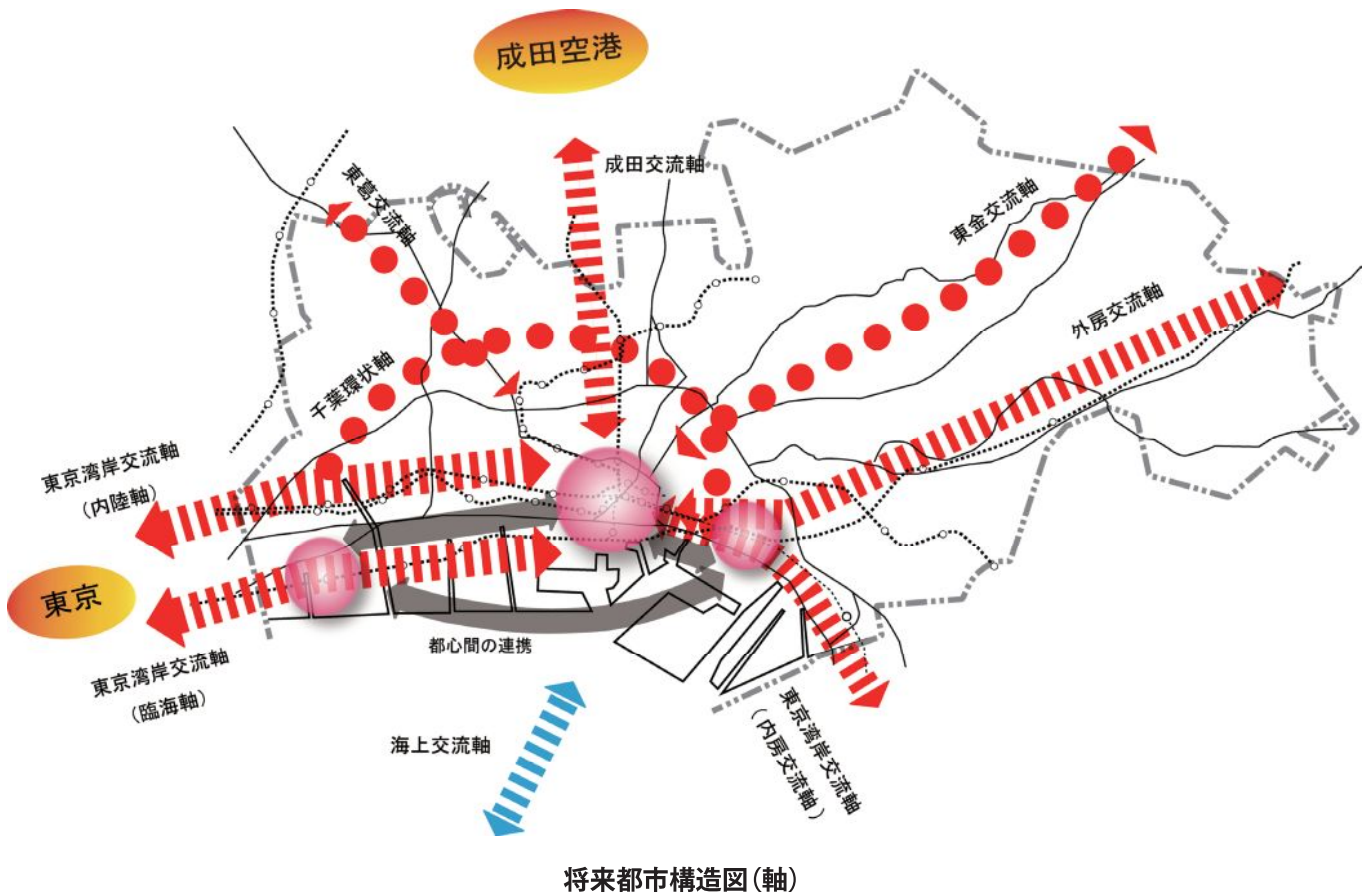 成田空港
成田交流軸
東葛交流軸
東金交流軸
外房交流軸
千葉環状軸
東京湾岸交流軸
(内陸軸)
東京
都心間の連携
東京湾岸交流軸
(臨海軸)
海上交流軸
東京湾岸交流軸
(内房交流軸)
将来都市構造図(軸)